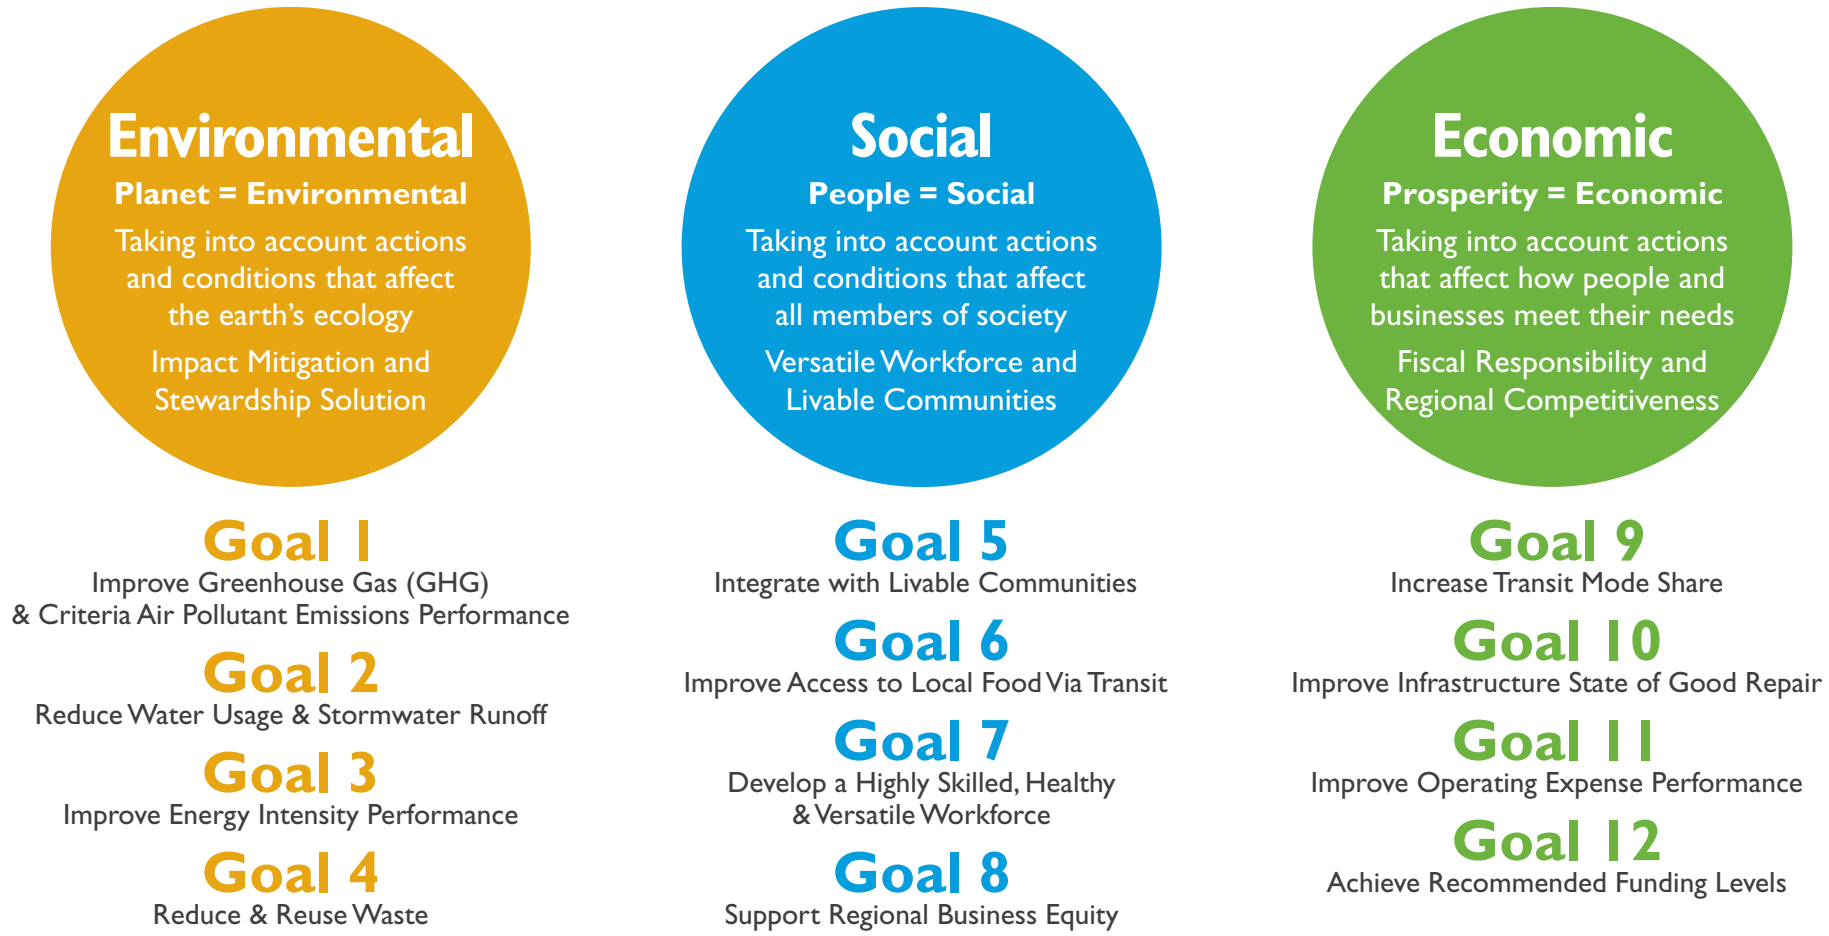 Environmental
Planet = Environmental
Taking into account actions
and conditions that affect
the earth’s ecology
Impact Mitigation and
Stewardship Solution
Goal 1
Improve Greenhouse Gas (GHG)
& Criteria Air Pollutant Emissions Performance
Goal 2
Reduce Water Usage & Stormwater Runoff
Goal 3
Improve Energy Intensity Performance
Goal 4
Reduce & Reuse Waste
Social
People = Social
Taking into account actions
and conditions that affect
all members of society
Versatile Workforce and
Livable Communities
Goal 5
Integrate with Livable Communities
Goal 6
Improve Access to Local Food Via Transit
Goal 7
Develop a Highly Skilled, Healthy
& Versatile Workforce
Goal 8
Support Regional Business Equity
Economic
Prosperity = Economic
Taking into account actions
that affect how people and
businesses meet their needs
Fiscal Responsibility and
Regional Competitiveness
Goal 9
Increase Transit Mode Share
Goal 10
Improve Infrastructure State of Good Repair
Goal 11
Improve Operating Expense Performance
Goal 12
Achieve Recommended Funding Levels